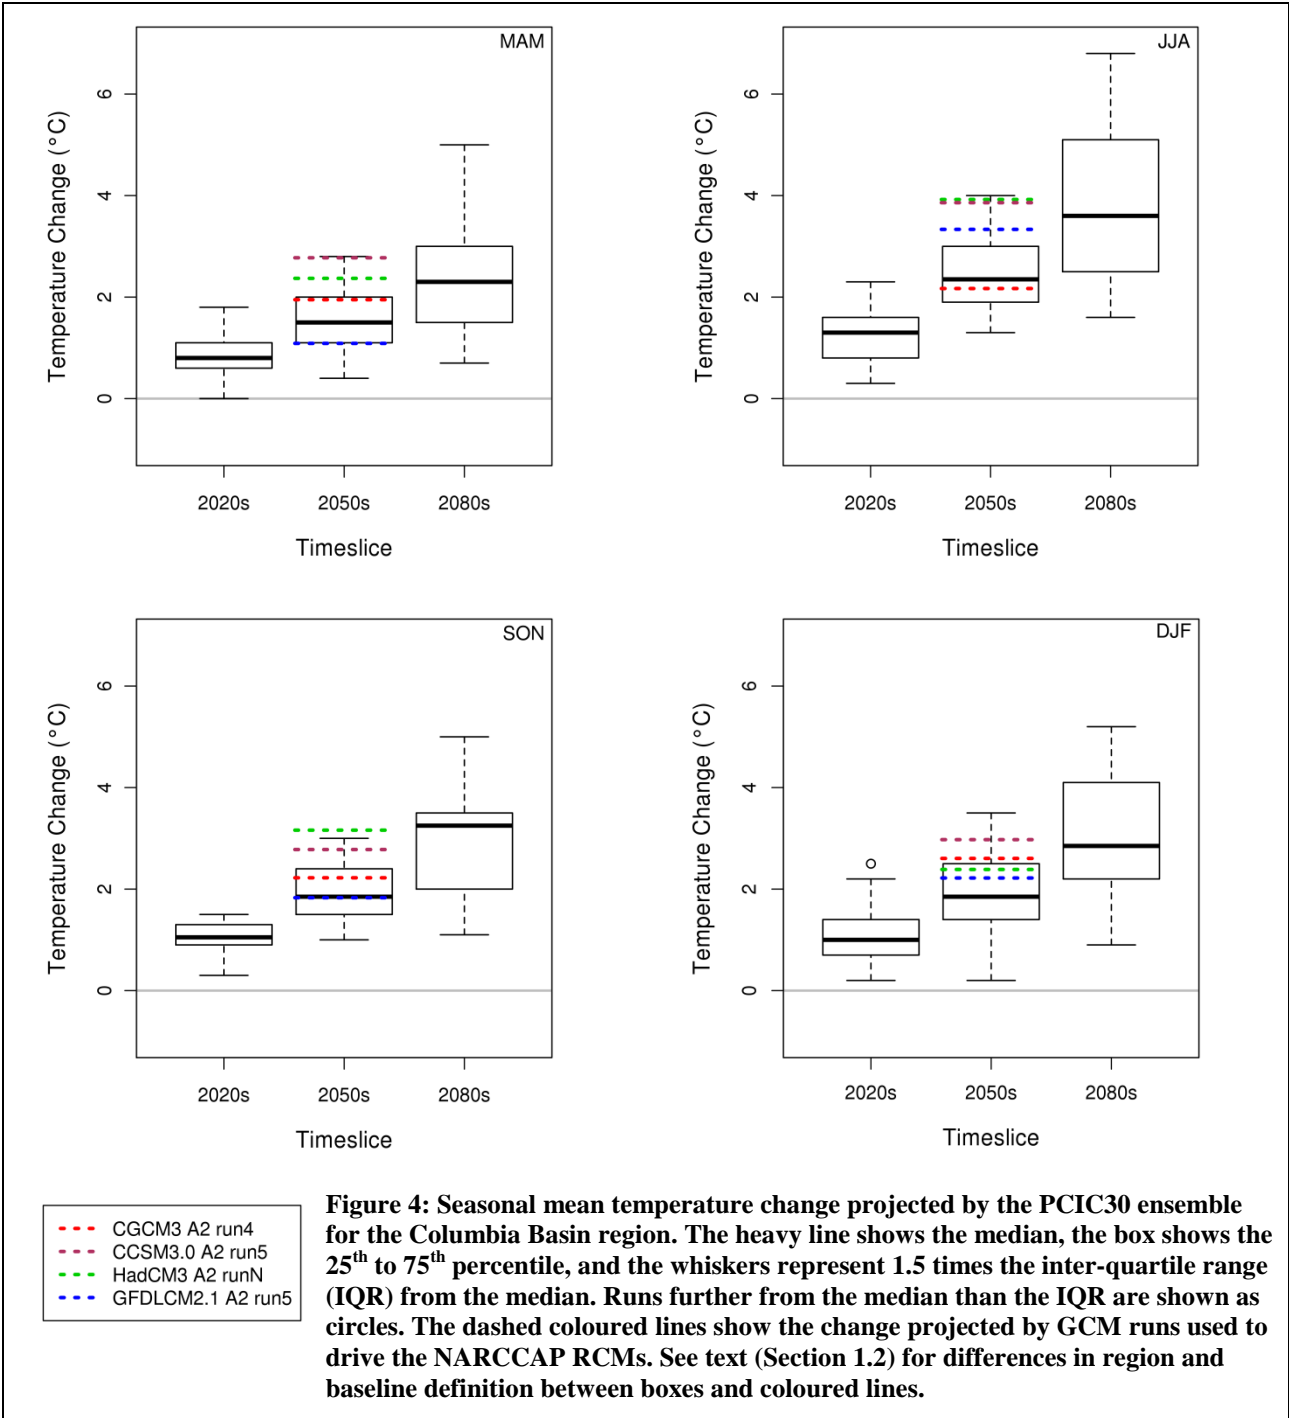 MAM
Temperature Change (°C)
6
4
2
0
2020s 2050s 2080s
Timeslice
JJA
Temperature Change (°C)
6
4
2
0
2020s 2050s 2080s
Timeslice
SON
Temperature Change (°C)
6
4
2
0
2020s 2050s 2080s
Timeslice
DJF
Temperature Change (°C)
6
4
2
0
2020s 2050s 2080s
Timeslice
CGCM3 A2 run4
CCSM3.0 A2 run5
HadCM3 A2 runN
GFDLCM2.1 A2 run5
Figure 4: Seasonal mean temperature change projected by the PCIC30 ensemble
for the Columbia Basin region. The heavy line shows the median, the box shows the
25th to 75th percentile, and the whiskers represent 1.5 times the inter-quartile range
(IQR) from the median. Runs further from the median than the IQR are shown as
circles. The dashed coloured lines show the change projected by GCM runs used to
drive the NARCCAP RCMs. See text (Section 1.2) for differences in region and
baseline definition between boxes and coloured lines.